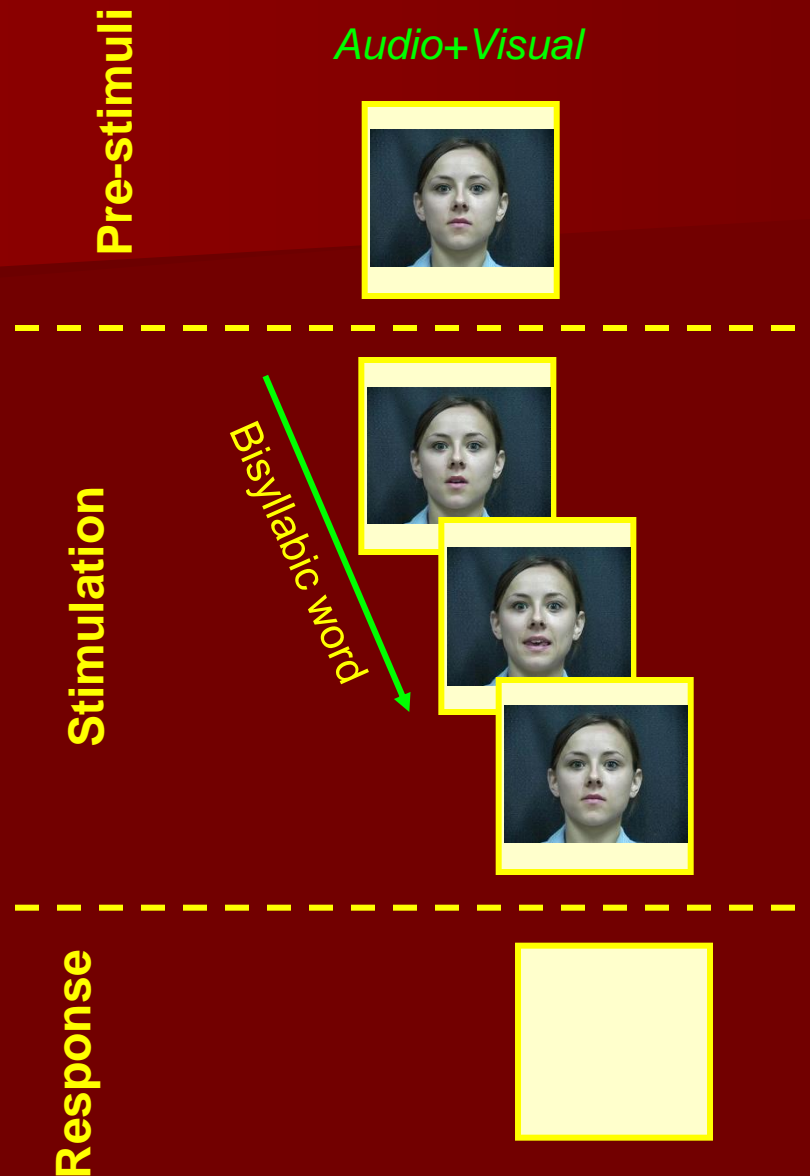 Pre-stimuli
Audio+Visual
Stimulation
Bisyllabic word
Response